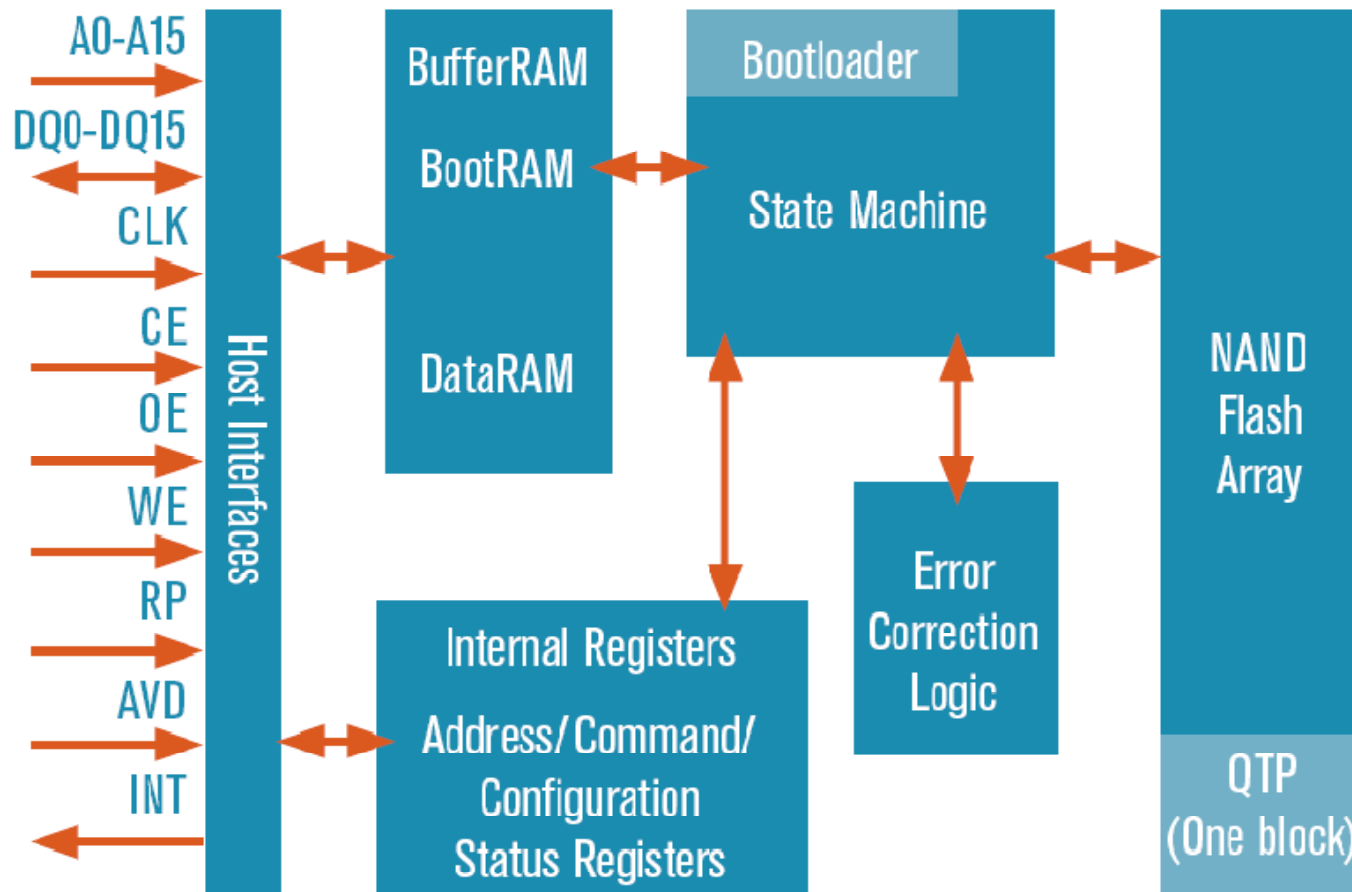 A0-A15
DQ0-DQ15
CLK
CE
OE
WE
RP
AVD
INT
Host Interfaces
BufferRAM
BootRAM
DataRAM
Bootloader
State Machine
Internal Registers
Address/Command/
Configuration
Status Registers
Error
Correction
Logic
NAND
Flash
Array
QTP
(One block)